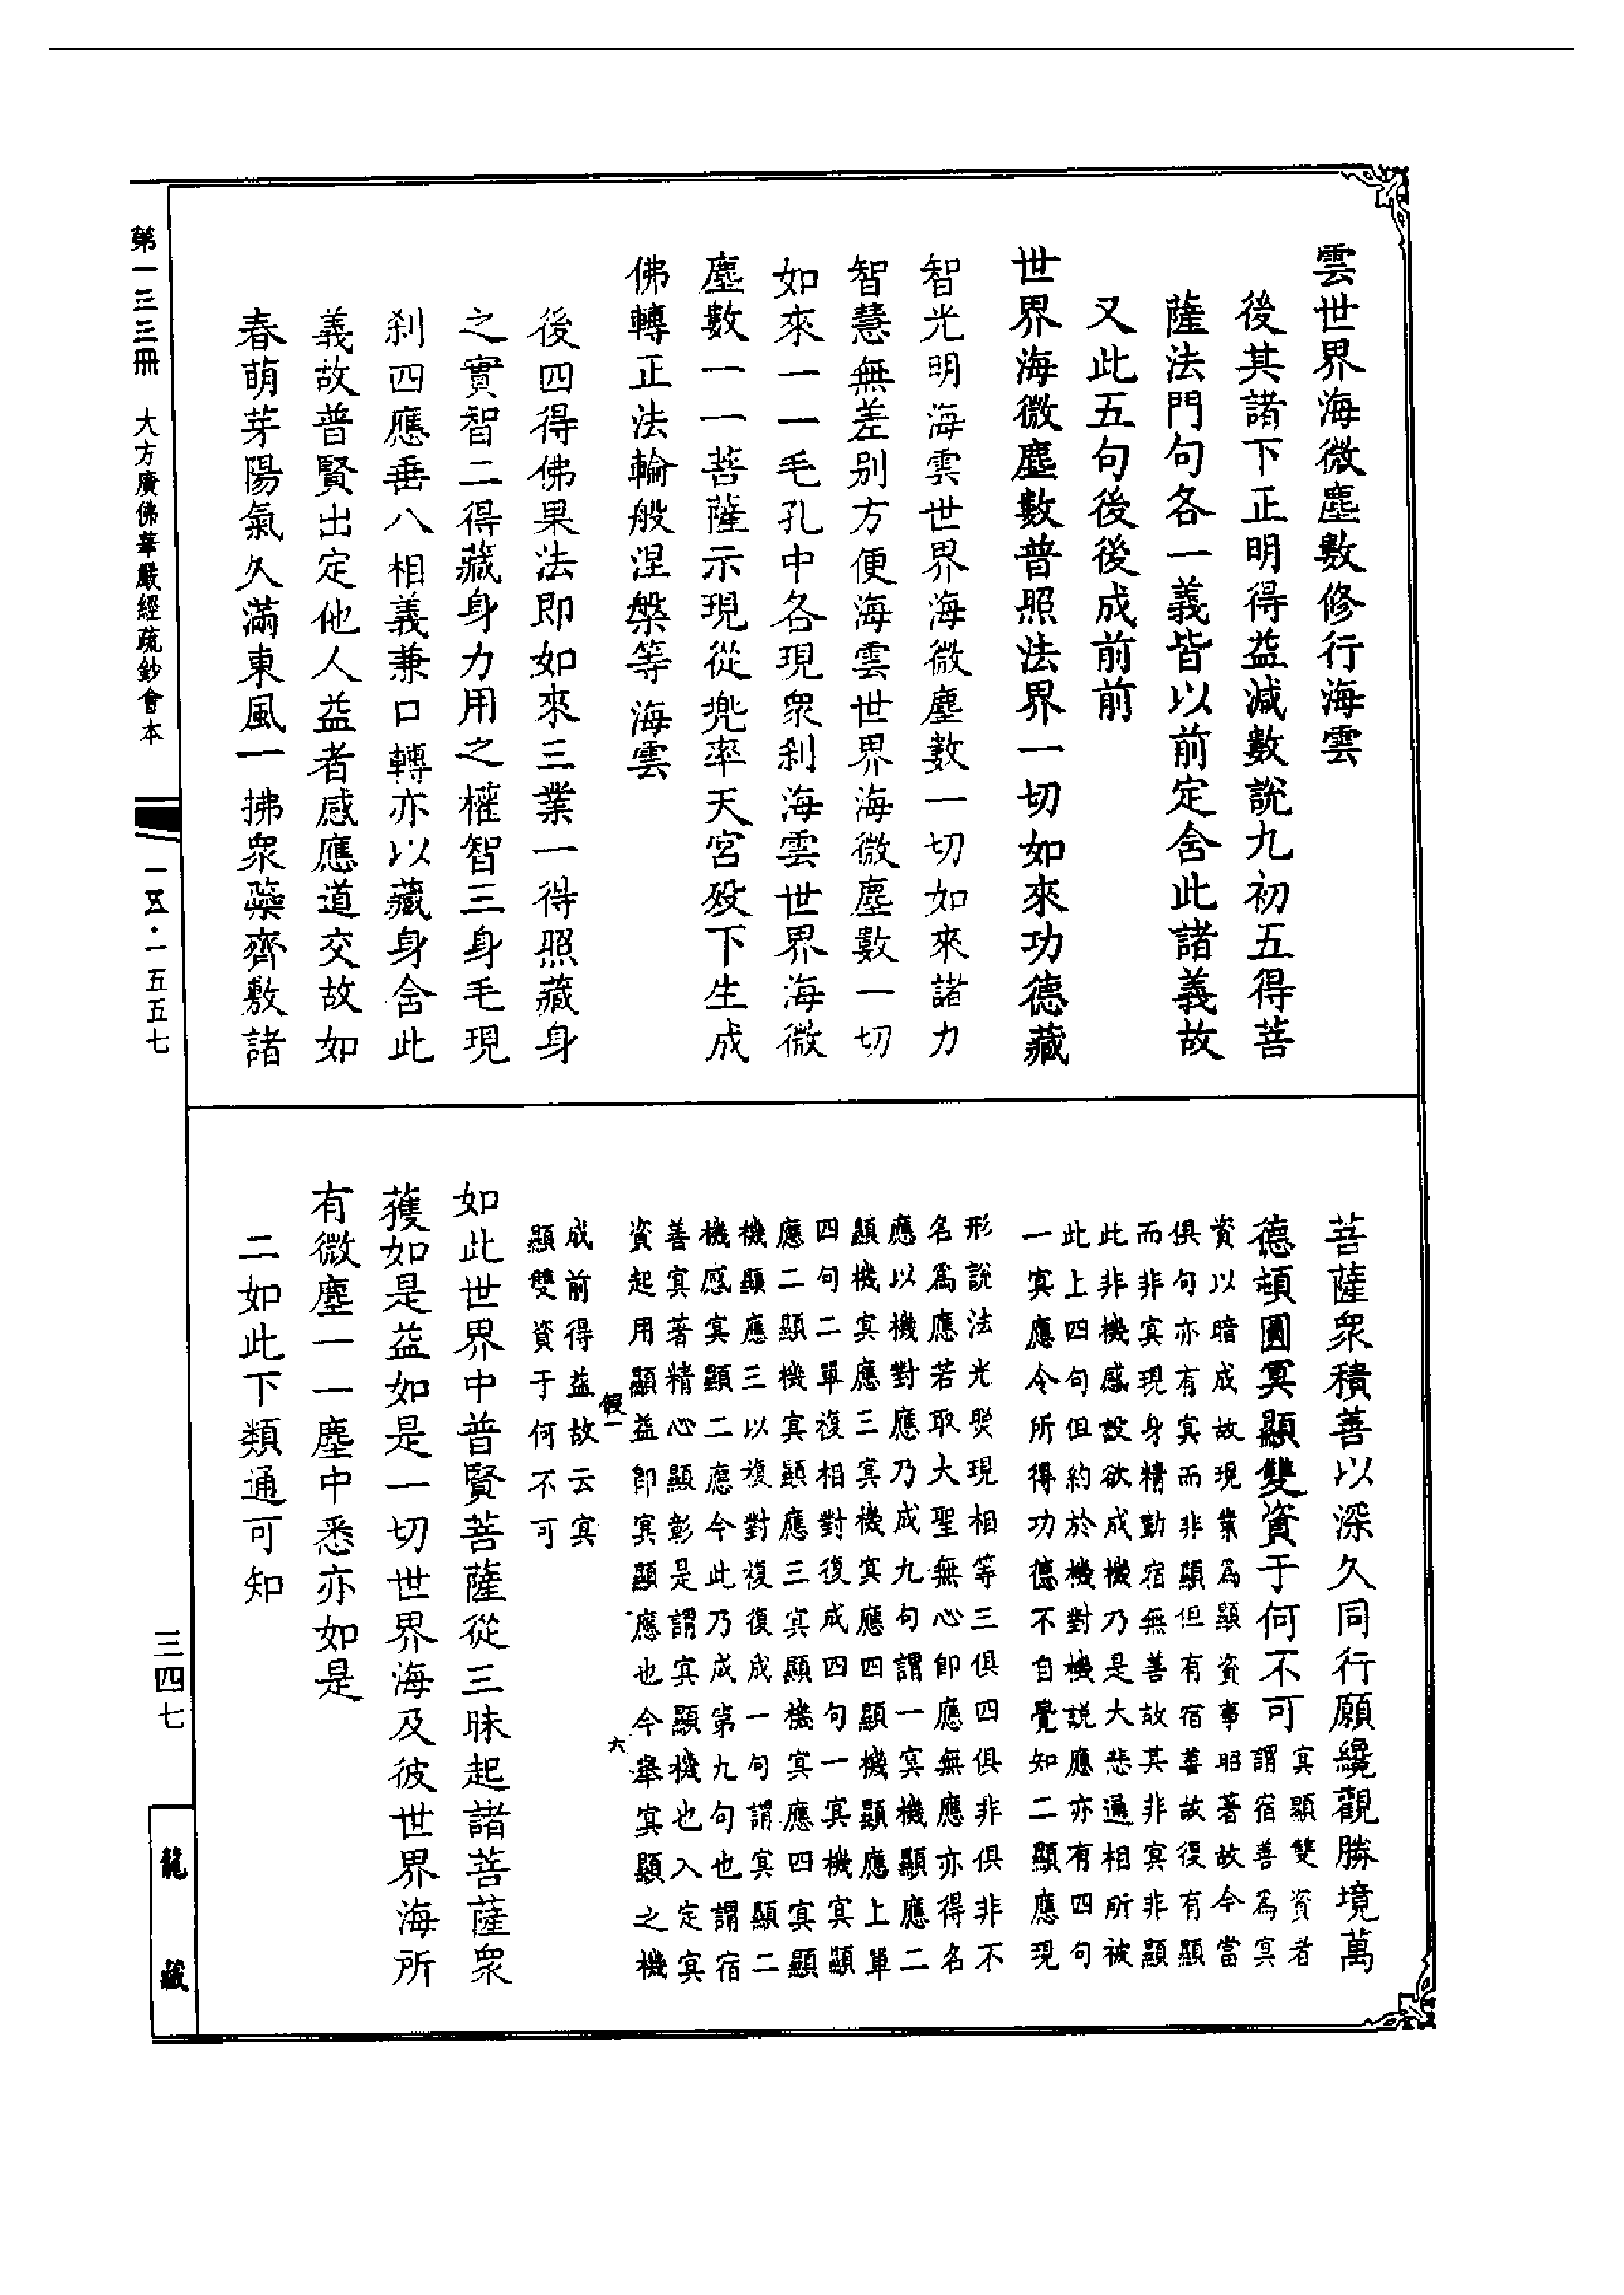 雲世界海微塵數修行海雲
後其諸下正明得益減數說九初五得菩
薩法門句各一義皆以前定含此諸義故
又此五句後後成前前
世界海微塵數普照法界一切如來功德藏
智光明海雲世界海微塵數一切如來諸力
智慧無差別方便海雲世界海微塵數一切
如來一一毛孔中各現眾刹海雲世界海微
塵數一一菩薩示現從兜率天宮歿下生成
佛轉正法輪般涅槃等海雲
後四得佛果法即如來三業一得照藏身
之實智二得藏身力用之權智三身毛現
刹四應垂八相義兼口轉亦以藏身含此
義故普賢出定他人益者感應道交故如
春萌芽陽氣久滿東風一拂眾蘂齊敷諸
菩薩眾積善以深久同行願纔觀勝境萬
德頓圓冥顯雙資于何不可
冥顯雙資者
謂宿善爲冥
資以暗成故現業爲顯資事昭著故今當
俱句亦有冥而非顯但有宿善故復有顯
而非冥現身精勤宿無善故其非冥非顯
此非機感設欲成機乃是大悲通相所被
此上四句但約於機對機說應亦有四句
一冥應令所得功德不自覺知二顯應現
形說法光現相等三俱四俱非俱非不
名爲應若取大聖無心卽應無應亦得名
應以機對應乃成九句謂一冥機顯應二
顯機冥應三冥機冥應四顯機顯應上單
四句二單複相對復成四句一冥機冥顯
應二顯機冥顯應三冥顯機冥應四冥顯
機顯應三以複對複復成一句謂冥顯二
機感冥顯二應今此乃成第九句也謂宿
善冥著精心顯彰是謂冥顯機也入定冥
資起用顯益卽冥顯應也今舉冥顯之機
假一
六
成前得益故云冥
顯雙資于何不可
如此世界中普賢菩薩從三昧起諸菩薩眾
獲如是益如是一切世界海及彼世界海所
有微塵一一塵中悉亦如是
二如此下類通可知
第一三三冊 大方廣佛華嚴經疏鈔會本
一五·一五五七
三四七
龍藏